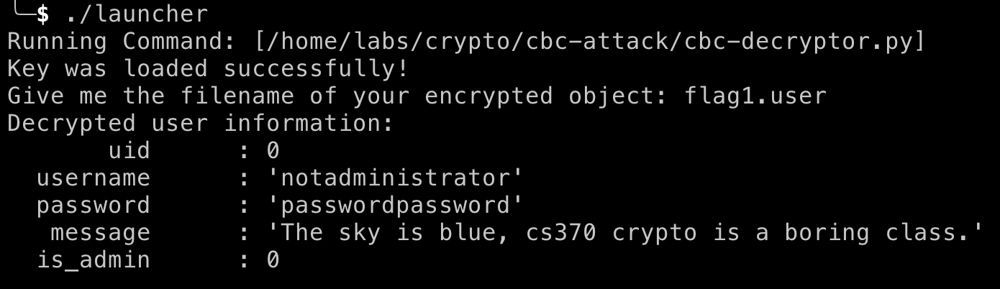 └─$ ./launcher
Running Command: [/home/labs/crypto/cbc-attack/cbc-decryptor.py]
Key was loaded successfully!
Give me the filename of your encrypted object: flag1.user
Decrypted user information:
       uid      : 0
  username      : 'notadministrator'
  password      : 'passwordpassword'
   message      : 'The sky is blue, cs370 crypto is a boring class.'
  is_admin      : 0